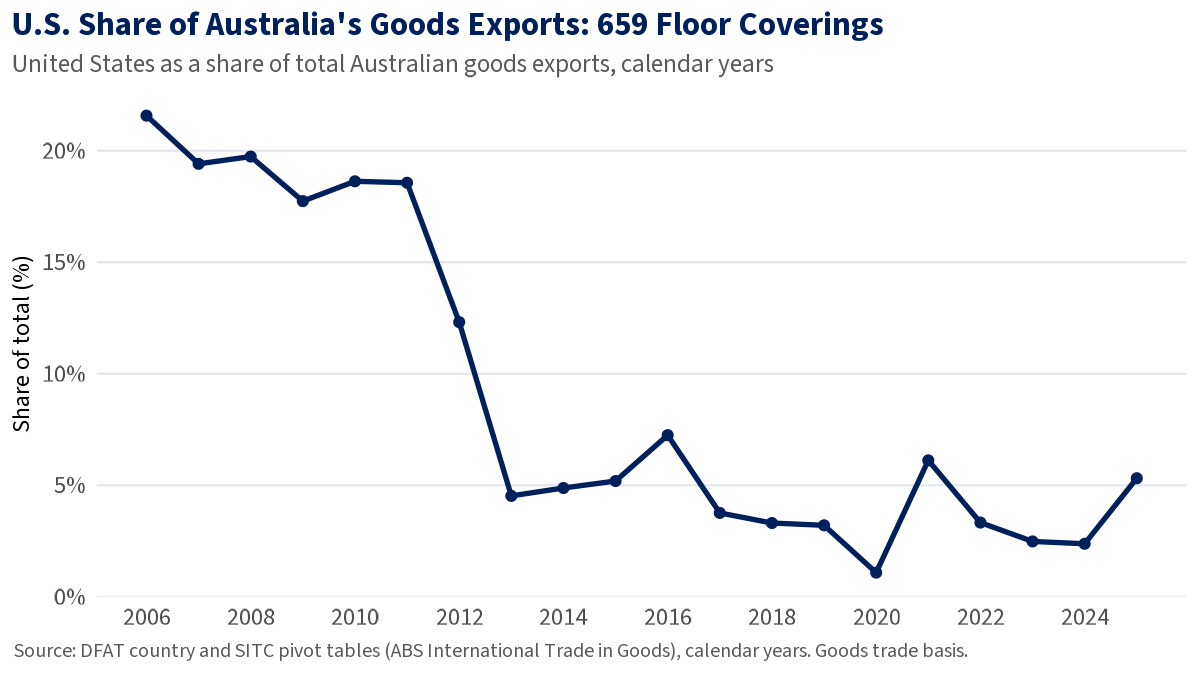 U.S. Share of Australia's Goods Exports: 659 Floor Coverings
United States as a share of total Australian goods exports, calendar years
Share of total (%)
20%
15%
10%
5%
0%
2006 2008 2010 2012 2014 2016 2018 2020 2022 2024
Source: DFAT country and SITC pivot tables (ABS International Trade in Goods), calendar years. Goods trade basis.